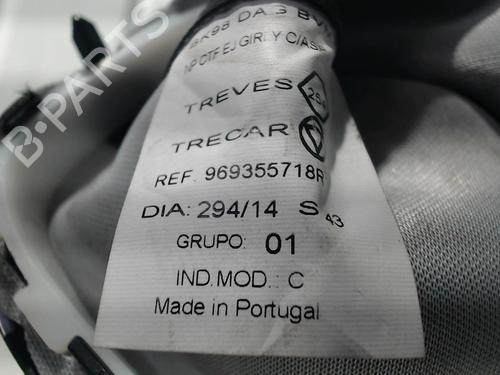 TREVES
TRECAR
REF. 969355718R
DIA: 294/14 S 43
GRUPO: 01
IND.MOD.: C
Made in Portugal
B-PARTS